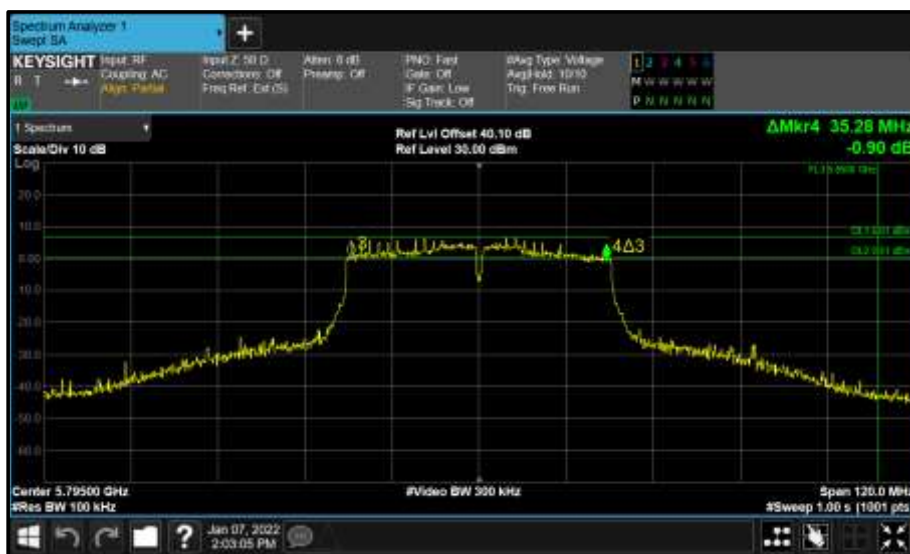 Spectrum Analyzer 1
Swept SA
+
KEYSIGHT
R T
Input: RF
Coupling: AC
Align: Partial
Input Z: 50 Ω
Corrections: Off
Freq Ref: Ext (S)
Atten: 0 dB
Preamp: Off
PNO: Fast
Gate: Off
IF Gain: Low
Sig Track: Off
#Avg Type: Voltage
Avg|Hold: 10/10
Trig: Free Run
1 2 3 4 5 6
M W W W W W
P N N N N N
1 Spectrum
Scale/Div 10 dB
Ref Lvl Offset 40.10 dB
Ref Level 30.00 dBm
ΔMkr4 35.28 MHz
-0.90 dB
Log
20.0
10.0
0.00
-10.0
-20.0
-30.0
-40.0
-50.0
-60.0
4Δ3
Center 5.79500 GHz
#Res BW 100 kHz
#Video BW 300 kHz
Span 120.0 MHz
#Sweep 1.00 s (1001 pts)
?
Jan 07, 2022
2:03:05 PM